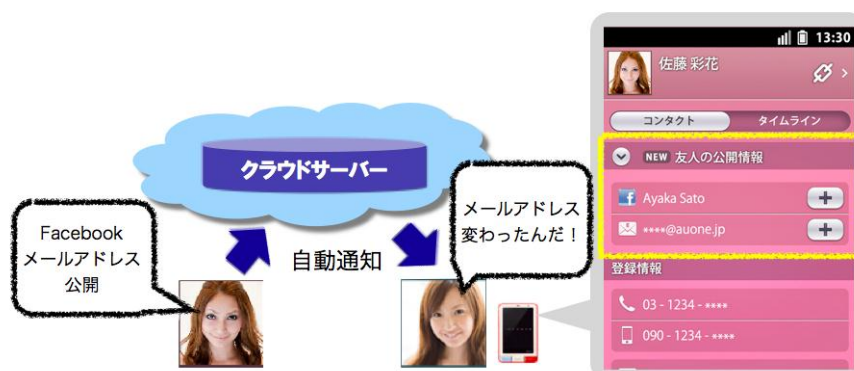 クラウドサーバー
Facebook
メールアドレス
公開
自動通知
メールアドレス
変わったんだ！
13:30
佐藤 彩花
コンタクト
タイムライン
NEW 友人の公開情報
f Ayaka Sato
****@auone.jp
登録情報
03 - 1234 - ****
090 - 1234 - ****